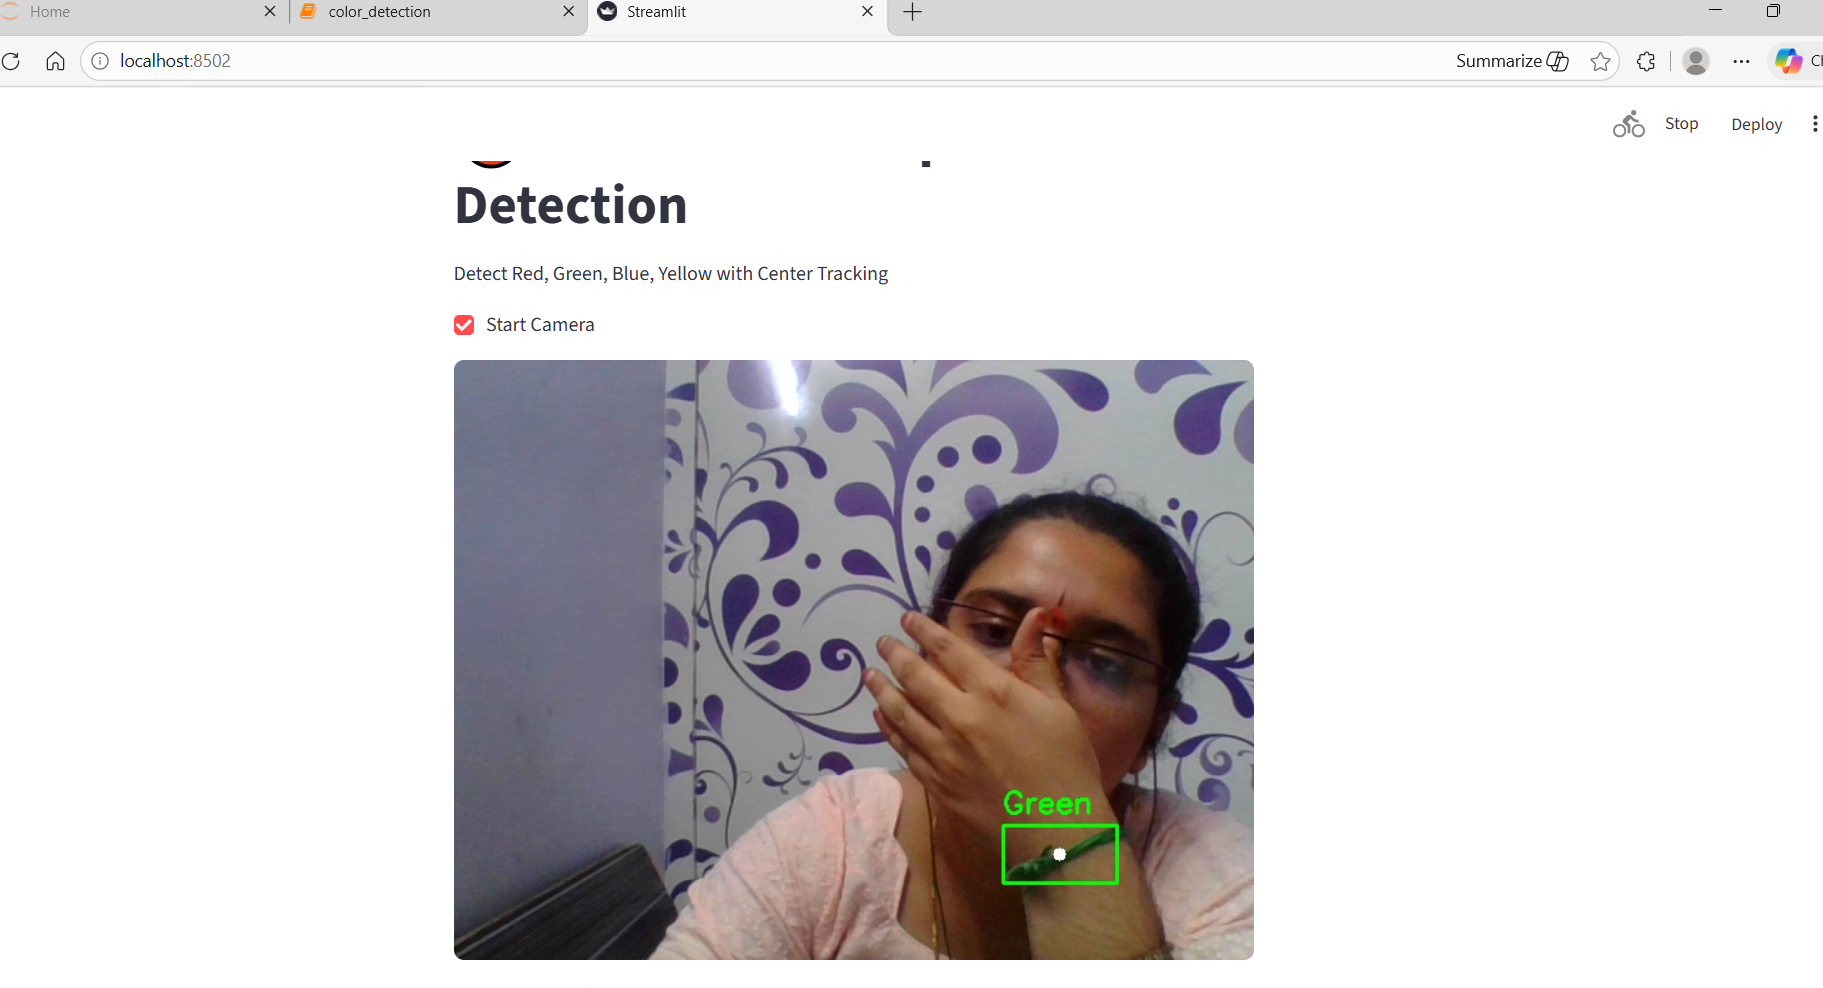 Home
color_detection
Streamlit
localhost:8502
Summarize
Stop
Deploy
Detection
Detect Red, Green, Blue, Yellow with Center Tracking
Start Camera
Green